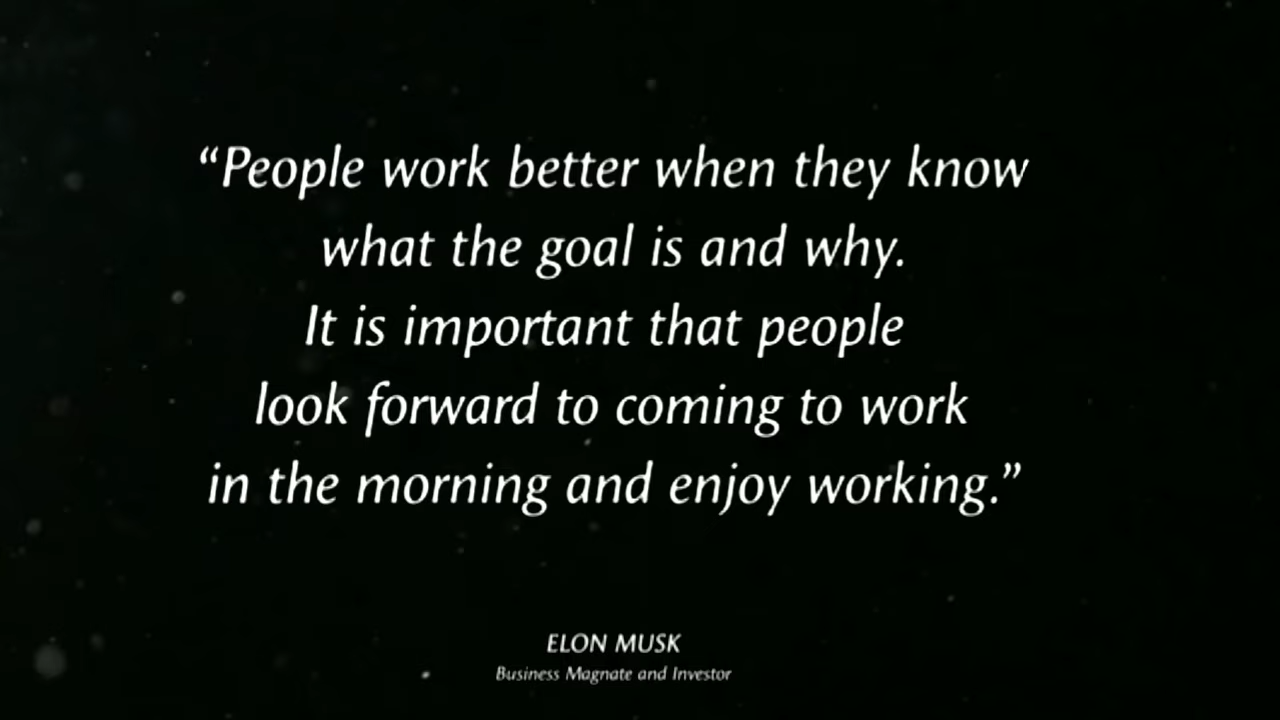 “People work better when they know
what the goal is and why.
It is important that people
look forward to coming to work
in the morning and enjoy working.”
ELON MUSK
Business Magnate and Investor